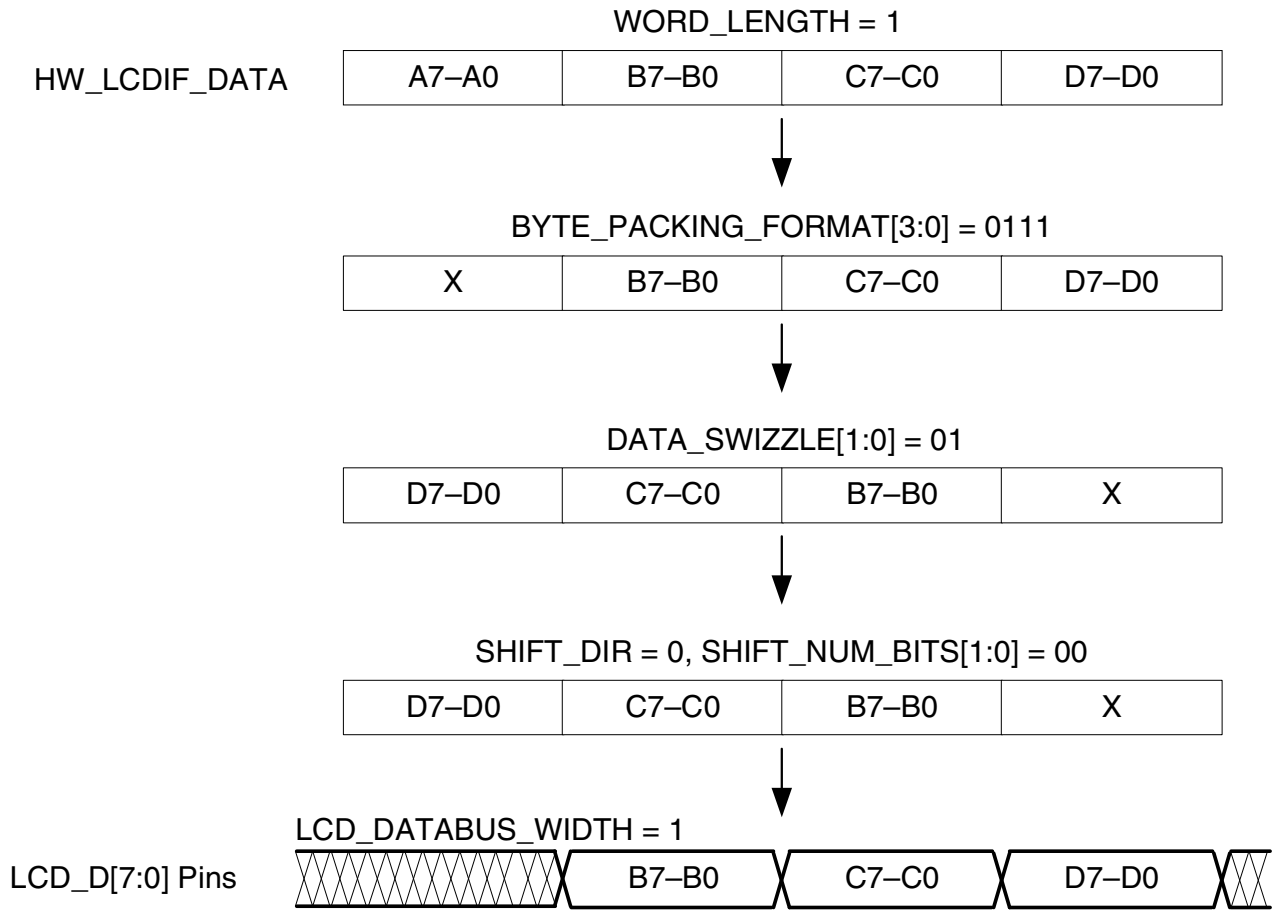 WORD_LENGTH = 1
HW_LCDIF_DATA A7–A0 B7–B0 C7–C0 D7–D0
BYTE_PACKING_FORMAT[3:0] = 0111
X B7–B0 C7–C0 D7–D0
DATA_SWIZZLE[1:0] = 01
D7–D0 C7–C0 B7–B0 X
SHIFT_DIR = 0, SHIFT_NUM_BITS[1:0] = 00
D7–D0 C7–C0 B7–B0 X
LCD_DATABUS_WIDTH = 1
LCD_D[7:0] Pins B7–B0 C7–C0 D7–D0